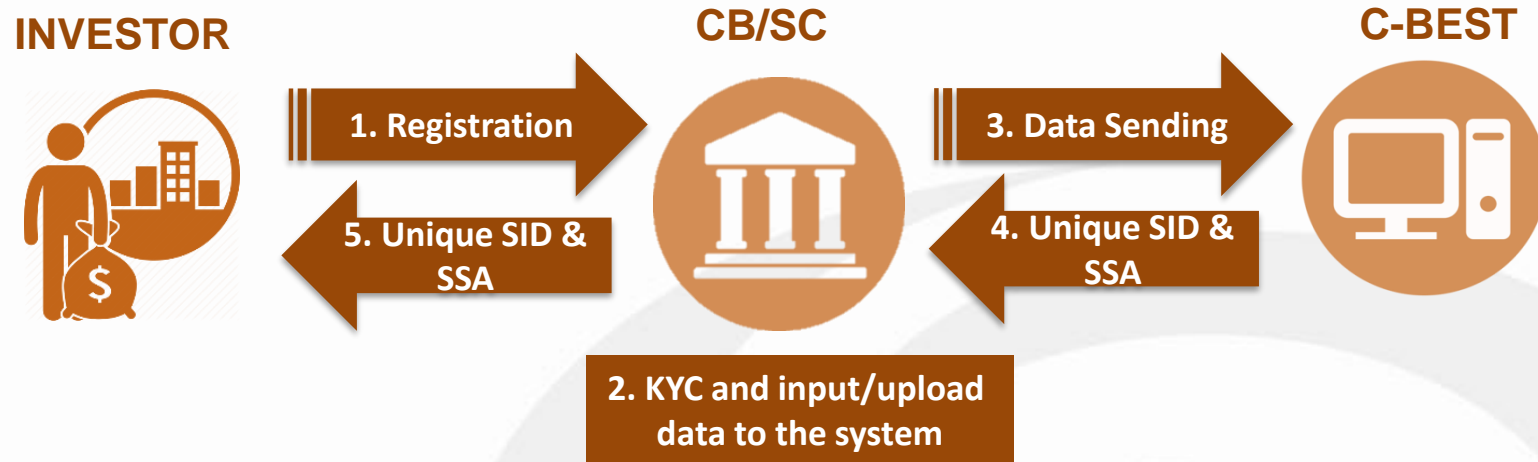 INVESTOR
CB/SC
C-BEST
1. Registration
3. Data Sending
5. Unique SID &
SSA
4. Unique SID &
SSA
$
2. KYC and input/upload
data to the system